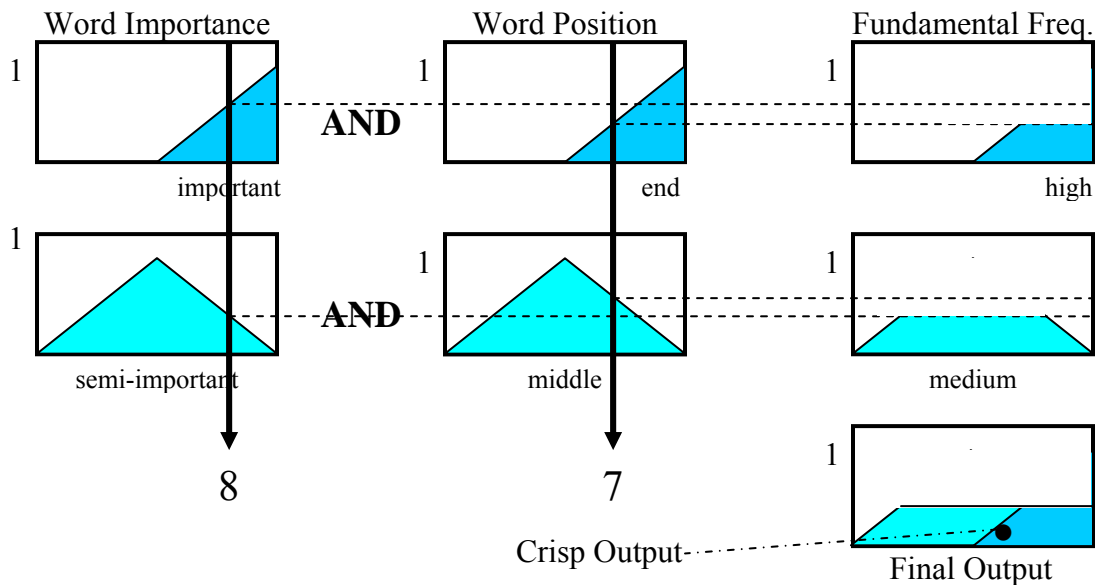 Word Importance Word Position Fundamental Freq.
1 1 1
AND
important end high
1 1 1
AND
semi-important middle medium
1
8 7
Crisp Output
Final Output